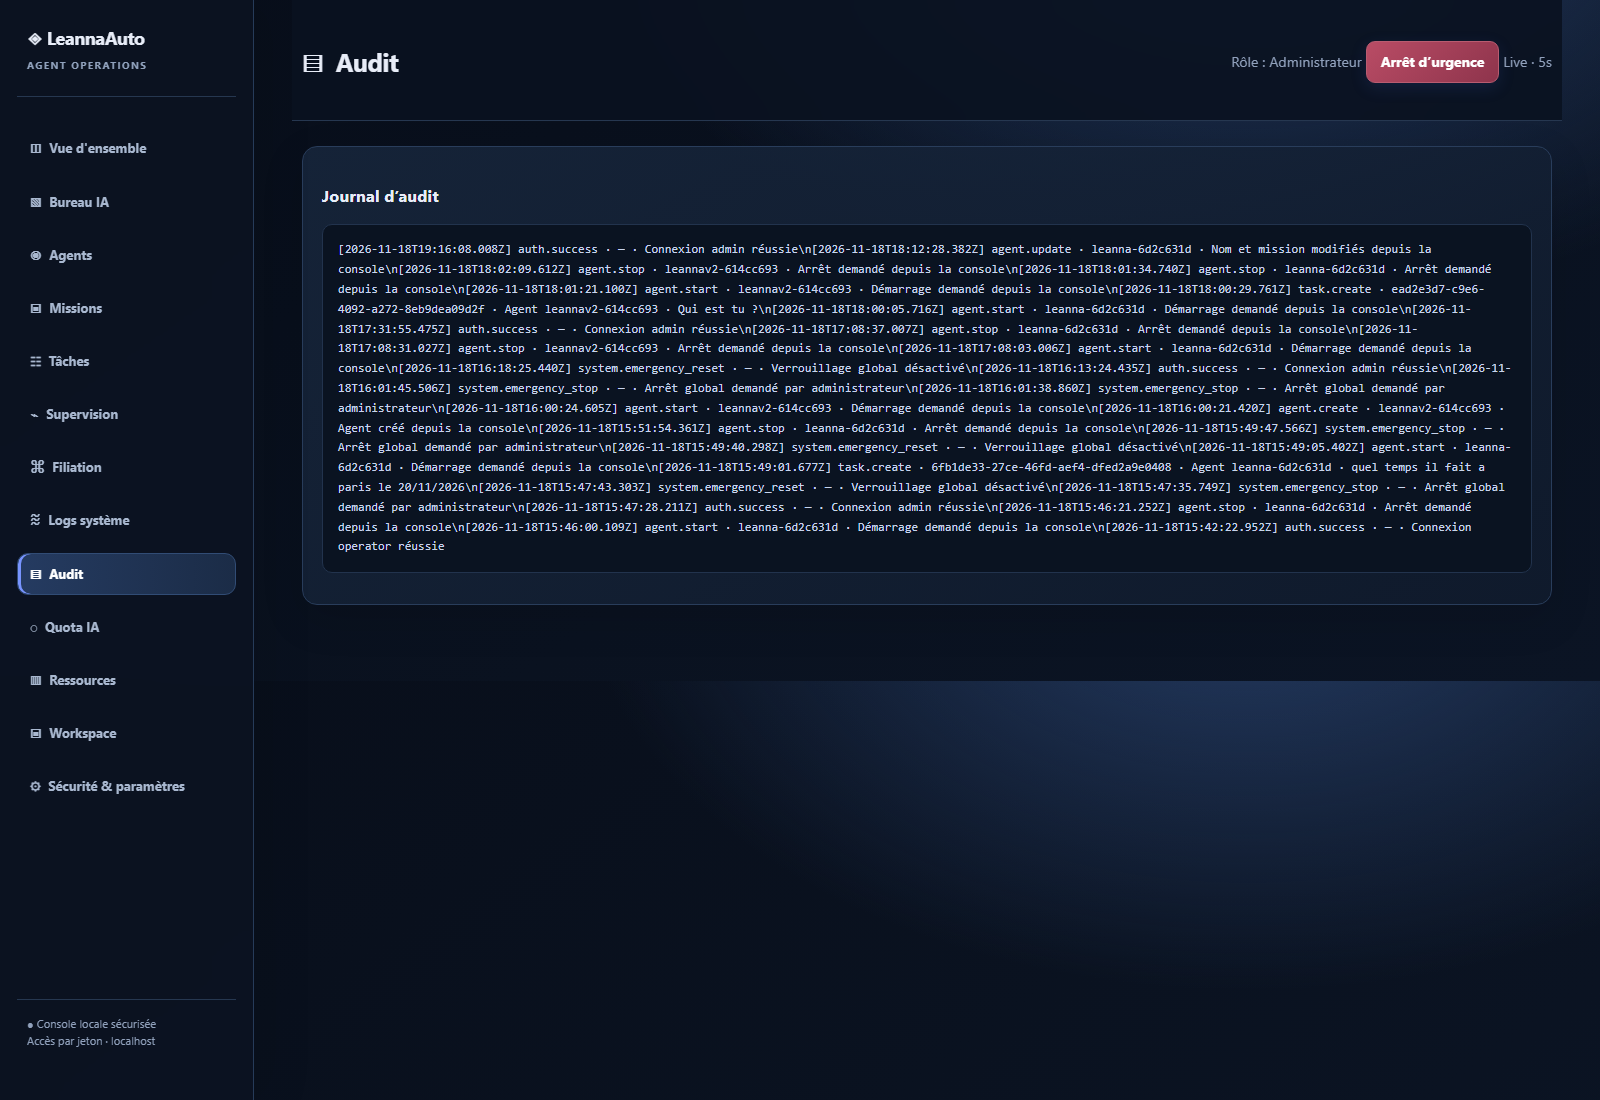 ◈ LeannaAuto
AGENT OPERATIONS
Vue d'ensemble
Bureau IA
Agents
Missions
Tâches
Supervision
⌘ Filiation
Logs système
Audit
Quota IA
Ressources
Workspace
⚙ Sécurité & paramètres
● Console locale sécurisée
Accès par jeton · localhost
Audit
Rôle : Administrateur
Arrêt d’urgence
Live · 5s
Journal d’audit
[2026-11-18T19:16:08.008Z] auth.success · — · Connexion admin réussie\n[2026-11-18T18:12:28.382Z] agent.update · leanna-6d2c631d · Nom et mission modifiés depuis la
console\n[2026-11-18T18:02:09.612Z] agent.stop · leannav2-614cc693 · Arrêt demandé depuis la console\n[2026-11-18T18:01:34.740Z] agent.stop · leanna-6d2c631d · Arrêt demandé
depuis la console\n[2026-11-18T18:01:21.100Z] agent.start · leannav2-614cc693 · Démarrage demandé depuis la console\n[2026-11-18T18:00:29.761Z] task.create · ead2e3d7-c9e6-
4092-a272-8eb9dea09d2f · Agent leannav2-614cc693 · Qui est tu ?\n[2026-11-18T18:00:05.716Z] agent.start · leanna-6d2c631d · Démarrage demandé depuis la console\n[2026-11-
18T17:31:55.475Z] auth.success · — · Connexion admin réussie\n[2026-11-18T17:08:37.007Z] agent.stop · leanna-6d2c631d · Arrêt demandé depuis la console\n[2026-11-
18T17:08:31.027Z] agent.stop · leannav2-614cc693 · Arrêt demandé depuis la console\n[2026-11-18T17:08:03.006Z] agent.start · leanna-6d2c631d · Démarrage demandé depuis la
console\n[2026-11-18T16:18:25.440Z] system.emergency_reset · — · Verrouillage global désactivé\n[2026-11-18T16:13:24.435Z] auth.success · — · Connexion admin réussie\n[2026-11-
18T16:01:45.506Z] system.emergency_stop · — · Arrêt global demandé par administrateur\n[2026-11-18T16:01:38.860Z] system.emergency_stop · — · Arrêt global demandé par
administrateur\n[2026-11-18T16:00:24.605Z] agent.start · leannav2-614cc693 · Démarrage demandé depuis la console\n[2026-11-18T16:00:21.420Z] agent.create · leannav2-614cc693 ·
Agent créé depuis la console\n[2026-11-18T15:51:54.361Z] agent.stop · leanna-6d2c631d · Arrêt demandé depuis la console\n[2026-11-18T15:49:47.566Z] system.emergency_stop · — ·
Arrêt global demandé par administrateur\n[2026-11-18T15:49:40.298Z] system.emergency_reset · — · Verrouillage global désactivé\n[2026-11-18T15:49:05.402Z] agent.start · leanna-
6d2c631d · Démarrage demandé depuis la console\n[2026-11-18T15:49:01.677Z] task.create · 6fb1de33-27ce-46fd-aef4-dfed2a9e0408 · Agent leanna-6d2c631d · quel temps il fait a
paris le 20/11/2026\n[2026-11-18T15:47:43.303Z] system.emergency_reset · — · Verrouillage global désactivé\n[2026-11-18T15:47:35.749Z] system.emergency_stop · — · Arrêt global
demandé par administrateur\n[2026-11-18T15:47:28.211Z] auth.success · — · Connexion admin réussie\n[2026-11-18T15:46:21.252Z] agent.stop · leanna-6d2c631d · Arrêt demandé
depuis la console\n[2026-11-18T15:46:00.109Z] agent.start · leanna-6d2c631d · Démarrage demandé depuis la console\n[2026-11-18T15:42:22.952Z] auth.success · — · Connexion
operator réussie